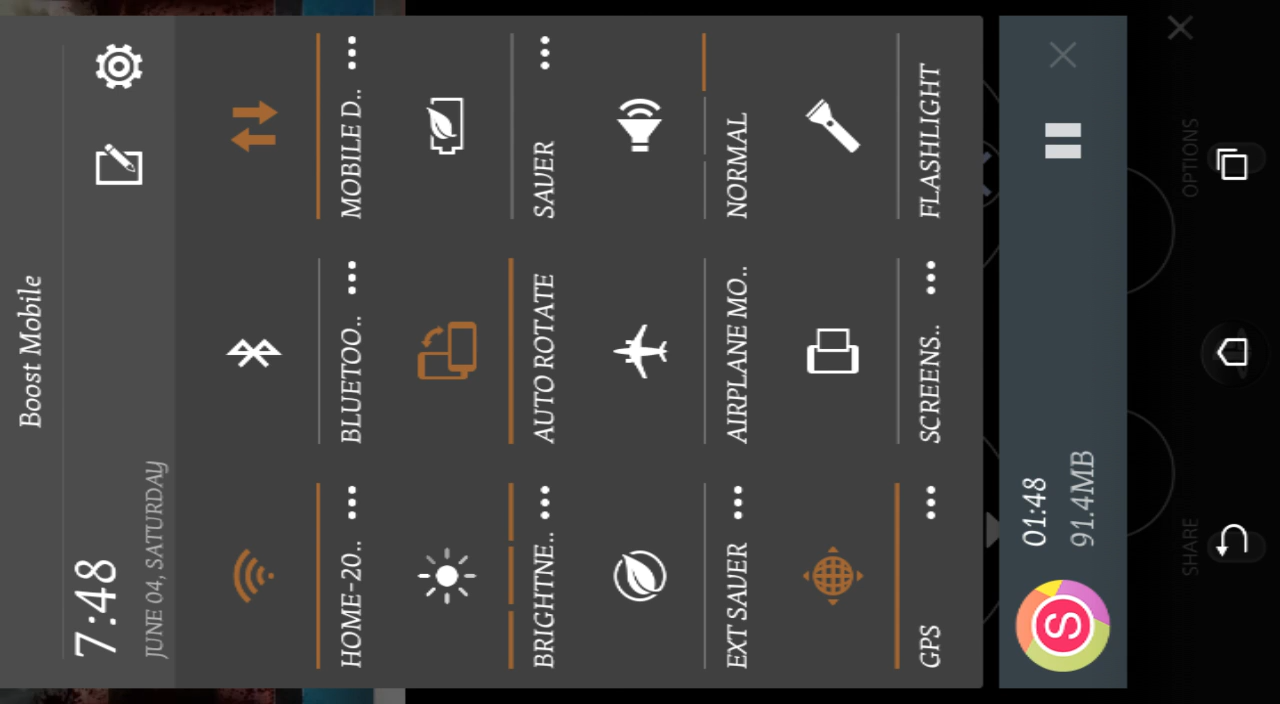 Boost Mobile
7:48
JUNE 04, SATURDAY
HOME-20..
BLUETOO..
MOBILE D..
BRIGHTNE..
AUTO ROTATE
SAUER
EXT SAUER
AIRPLANE MO..
NORMAL
GPS
SCREENS..
FLASHLIGHT
S
01:48
91.4MB
SHARE
OPTIONS